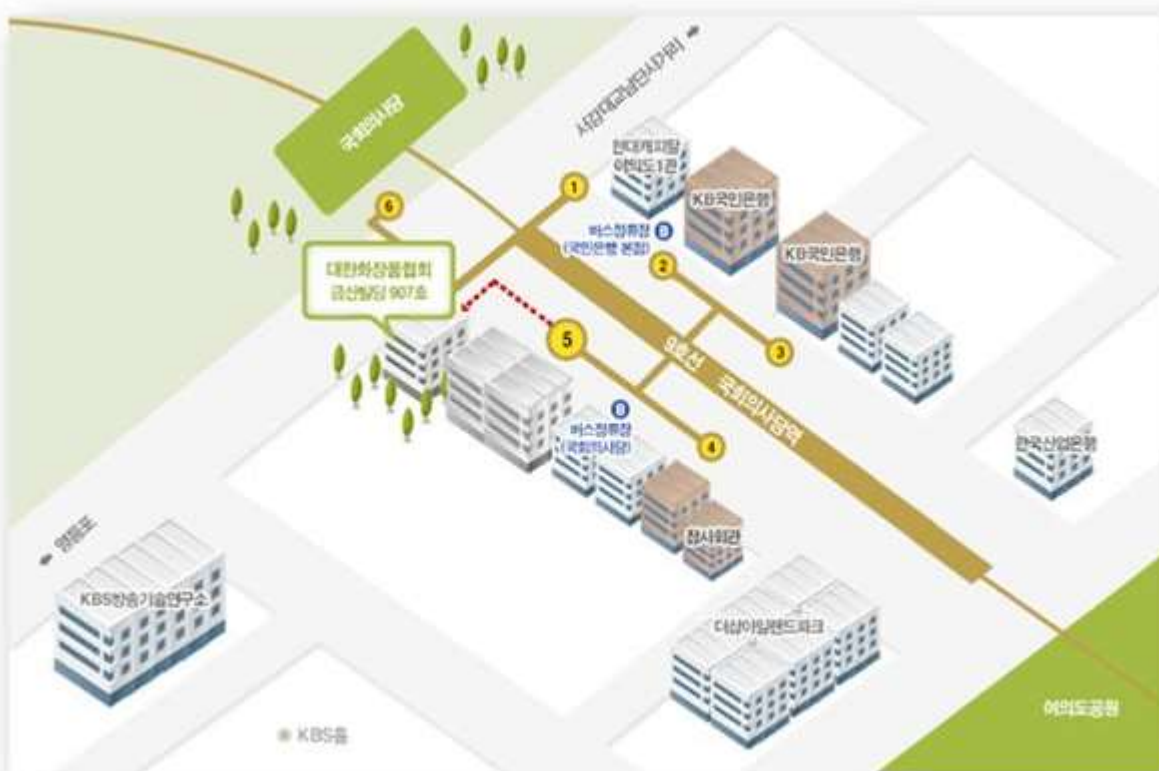 국회의사당
서강대교남단사거리
현대캐피탈
여의도1관
KB국민은행
KB국민은행
버스정류장 B
(국민은행 본점)
1
6
2
3
대한화장품협회
금산빌딩 907호
5
4
9호선 국회의사당역
B
버스정류장
(국회의사당)
한국산업은행
잠사회관
영등포
KBS방송기술연구소
더샵아일랜드파크
여의도공원
KBS홀